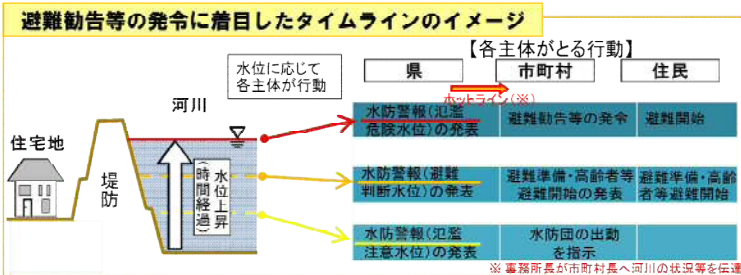 避難勧告等の発令に着目したタイムラインのイメージ
【各主体がとる行動】
水位に応じて
各主体が行動
県
市町村
住民
ホットライン(※)
河川
住宅地
堤防
水位上昇
(時間経過)
水防警報(氾濫
危険水位)の発表
避難勧告等の発令
避難開始
水防警報(避難
判断水位)の発表
避難準備・高齢者等
避難開始の発表
避難準備・高齢
者等避難開始
水防警報(氾濫
注意水位)の発表
水防団の出動
を指示
※ 事務所長が市町村長へ河川の状況等を伝達